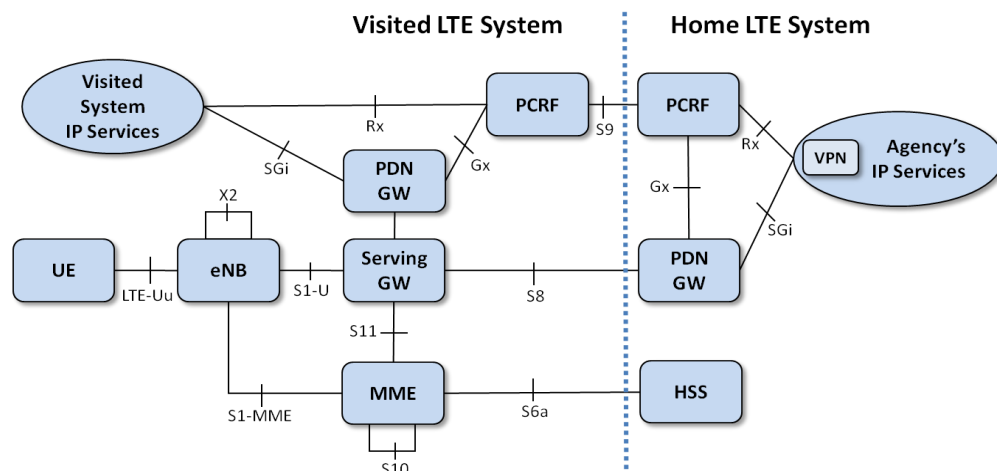 Visited LTE System
Home LTE System
Visited
System
IP Services
Rx
PCRF
S9
PCRF
Rx
VPN
Agency's
IP Services
SGi
PDN
GW
Gx
Gx
SGi
X2
UE
LTE-Uu
eNB
S1-U
Serving
GW
S8
PDN
GW
S11
S1-MME
MME
S6a
HSS
S10